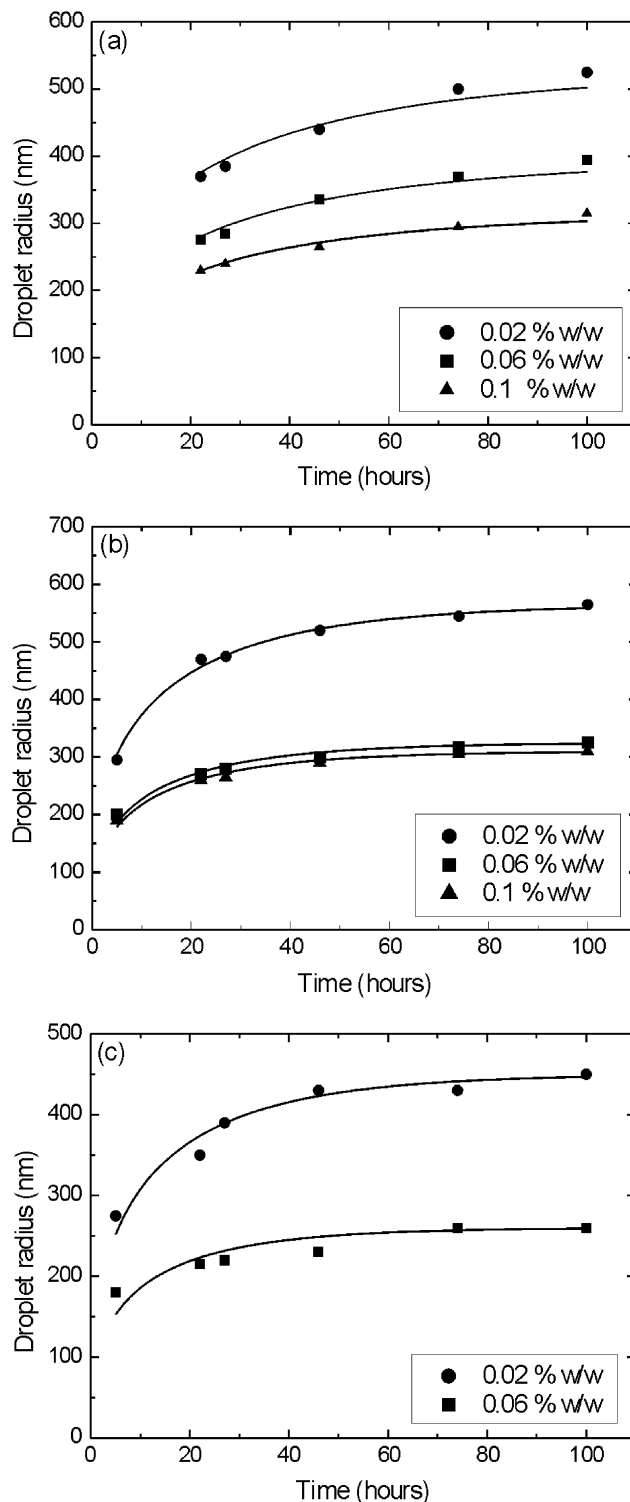 (a)
600
500
400
300
200
100
0
Droplet radius (nm)
0.02 % w/w
0.06 % w/w
0.1 % w/w
0 20 40 60 80 100
Time (hours)
(b)
700
600
500
400
300
200
100
0
Droplet radius (nm)
0.02 % w/w
0.06 % w/w
0.1 % w/w
0 20 40 60 80 100
Time (hours)
(c)
500
400
300
200
100
0
Droplet radius (nm)
0.02 % w/w
0.06 % w/w
0 20 40 60 80 100
Time (hours)